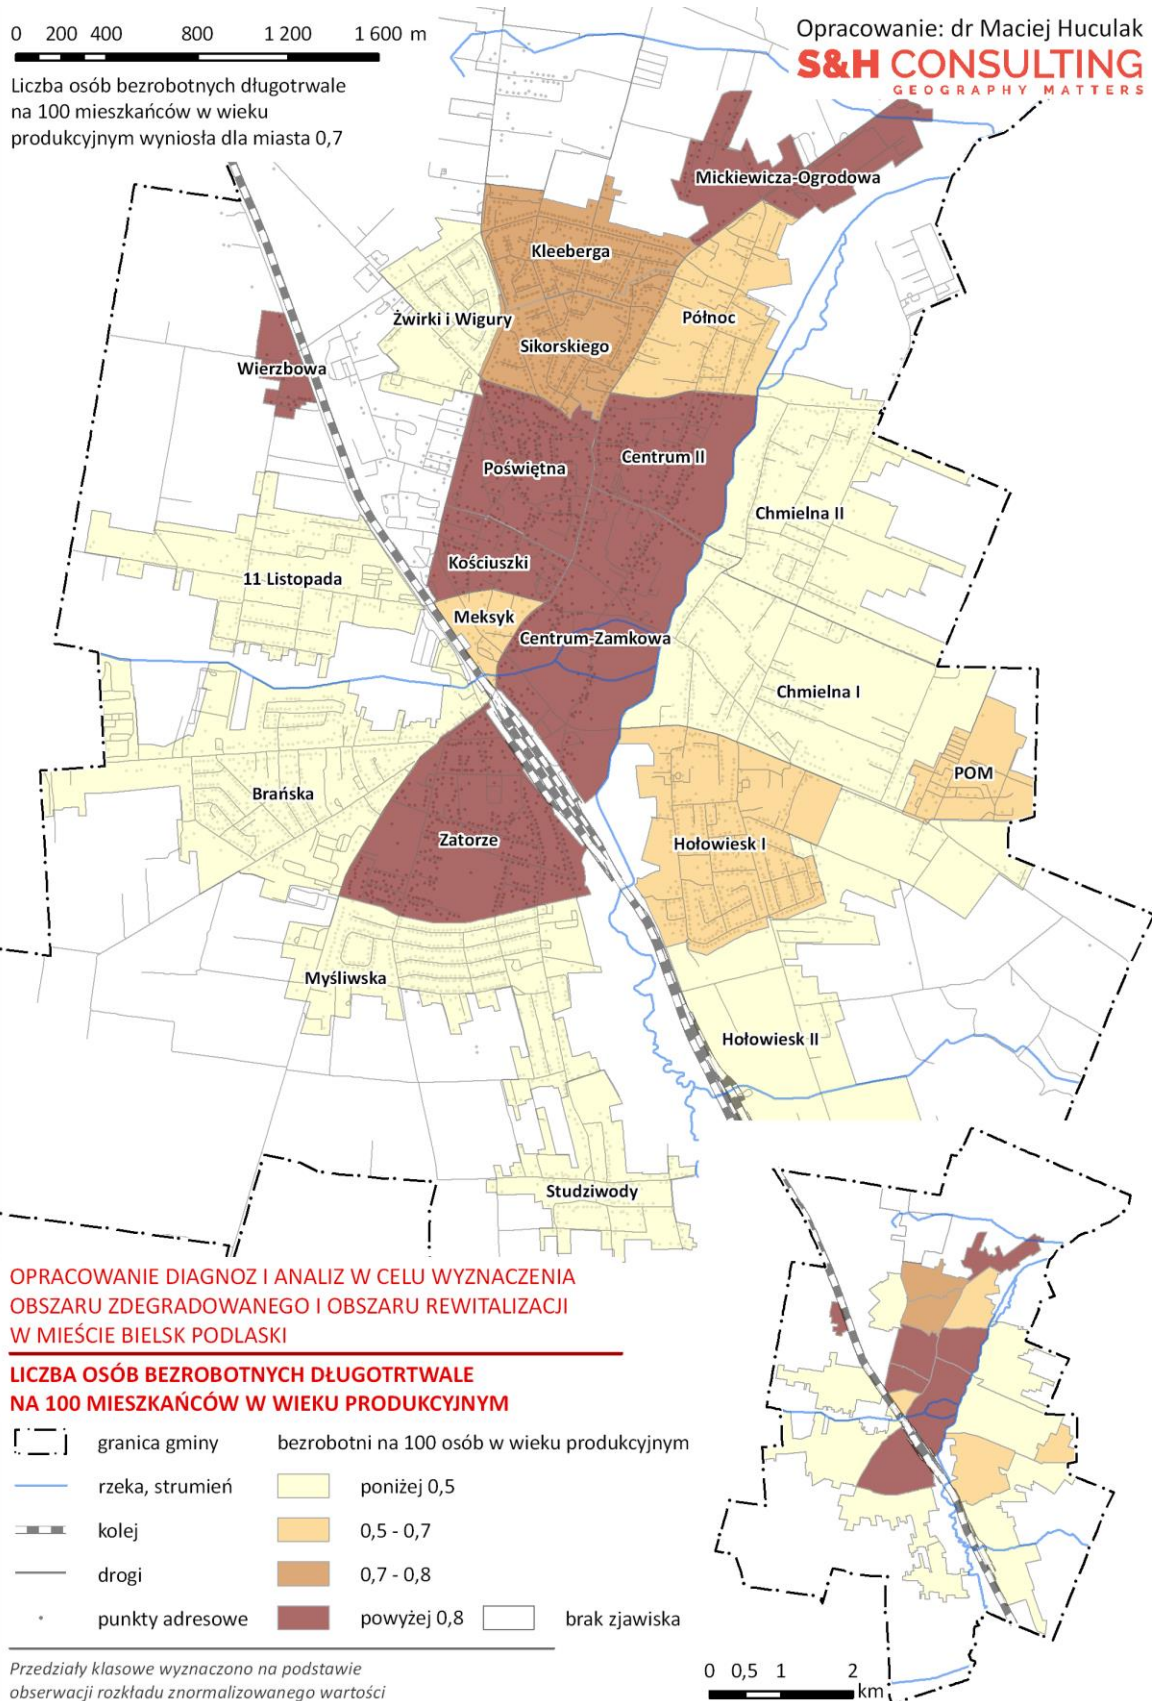 0 200 400 800 1 200 1 600 m
Opracowanie: dr Maciej Huculak
S&H CONSULTING
GEOGRAPHY MATTERS
Liczba osób bezrobotnych długotrwale
na 100 mieszkańców w wieku
produkcyjnym wyniosła dla miasta 0,7
Mickiewicza-Ogrodowa
Kleeberga
Żwirki i Wigury
Północ
Sikorskiego
Wierzbowa
Centrum II
Poświętna
Chmielna II
Kościuszki
11 Listopada
Meksyk
Centrum-Zamkowa
Chmielna I
POM
Brańska
Zatorze
Hołowiesk I
Myśliwska
Hołowiesk II
Studziwody
OPRACOWANIE DIAGNOZ I ANALIZ W CELU WYZNACZENIA
OBSZARU ZDEGRADOWANEGO I OBSZARU REWITALIZACJI
W MIEŚCIE BIELSK PODLASKI
LICZBA OSÓB BEZROBOTNYCH DŁUGOTRTWALE
NA 100 MIESZKAŃCÓW W WIEKU PRODUKCYJNYM
granica gminy bezrobotni na 100 osób w wieku produkcyjnym
rzeka, strumień poniżej 0,5
kolej 0,5 - 0,7
drogi 0,7 - 0,8
punkty adresowe powyżej 0,8 brak zjawiska
Przedziały klasowe wyznaczono na podstawie
obserwacji rozkładu znormalizowanego wartości
0 0,5 1 2
km